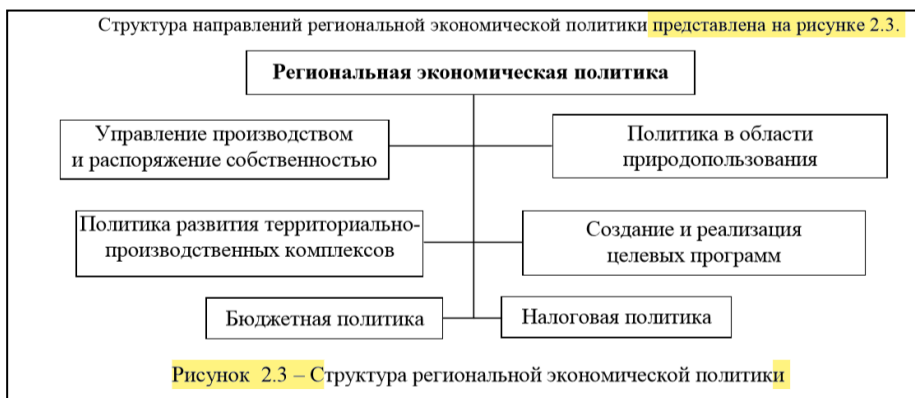 Структура направлений региональной экономической политики представлена на рисунке 2.3.
Региональная экономическая политика
Управление производством
и распоряжение собственностью
Политика в области
природопользования
Политика развития территориально-
производственных комплексов
Создание и реализация
целевых программ
Бюджетная политика
Налоговая политика
Рисунок 2.3 – Структура региональной экономической политики